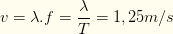 v = λ.f = λ/T = 1,25m/s